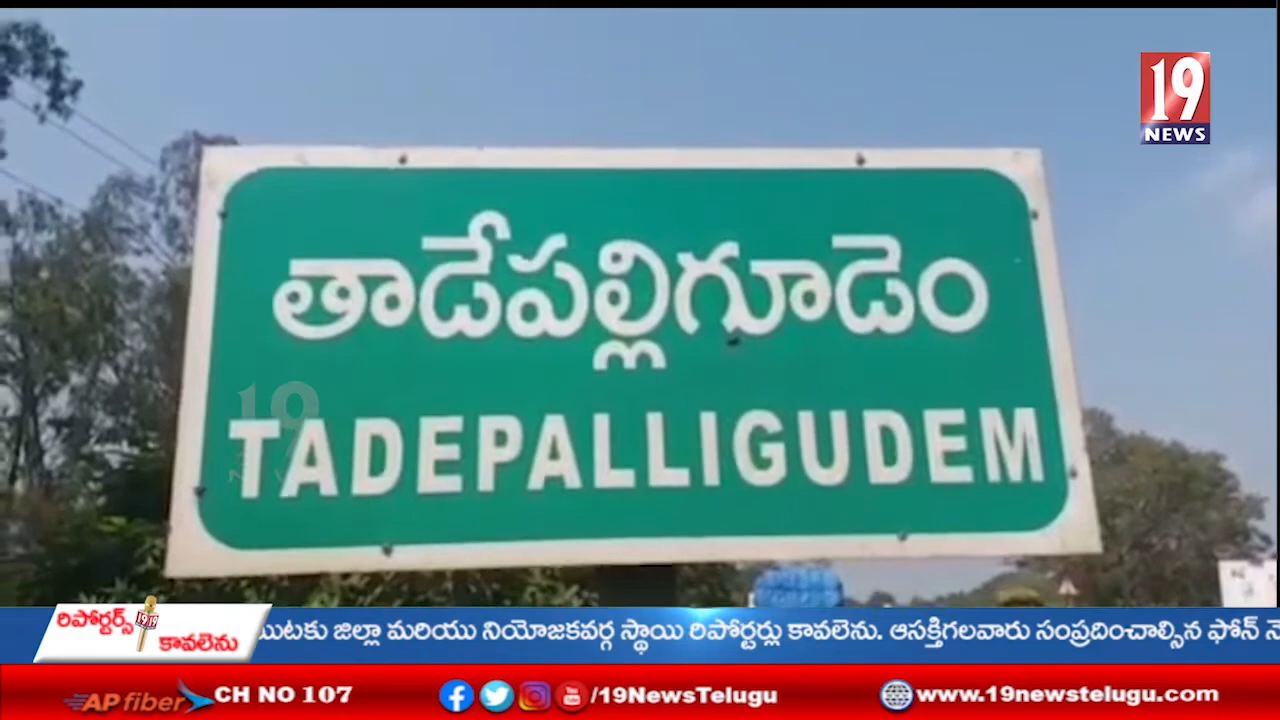 19
NEWS
తాడేపల్లిగూడెం
TADEPALLIGUDEM
రిపోర్టర్స్
కావలెను
జిల్లా మరియు నియోజకవర్గ స్థాయి రిపోర్టర్లు కావలెను. ఆసక్తిగలవారు సంప్రదించాల్సిన ఫోన్
AP fiber CH NO 107
/19NewsTelugu
www.19newstelugu.com